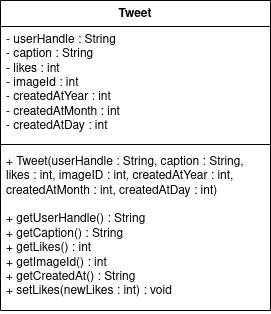 Tweet
- userHandle : String
- caption : String
- likes : int
- imageId : int
- createdAtYear : int
- createdAtMonth : int
- createdAtDay : int
+ Tweet(userHandle : String, caption : String,
likes : int, imageID : int, createdAtYear : int,
createdAtMonth : int, createdAtDay : int)
+ getUserHandle() : String
+ getCaption() : String
+ getLikes() : int
+ getImageId() : int
+ getCreatedAt() : String
+ setLikes(newLikes : int) : void